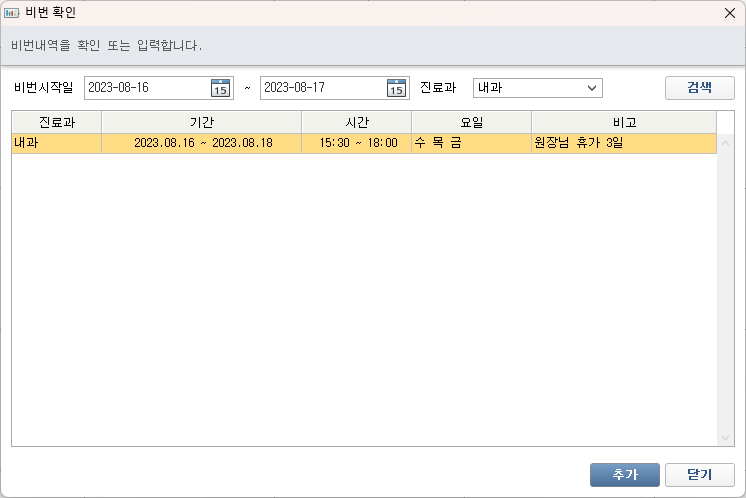 비번 확인
비번내역을 확인 또는 입력합니다.
비번시작일 2023-08-16 ~ 2023-08-17 진료과 내과 검색
진료과 기간 시간 요일 비고
내과 2023.08.16 ~ 2023.08.18 15:30 ~ 18:00 수 목 금 원장님 휴가 3일
추가 닫기